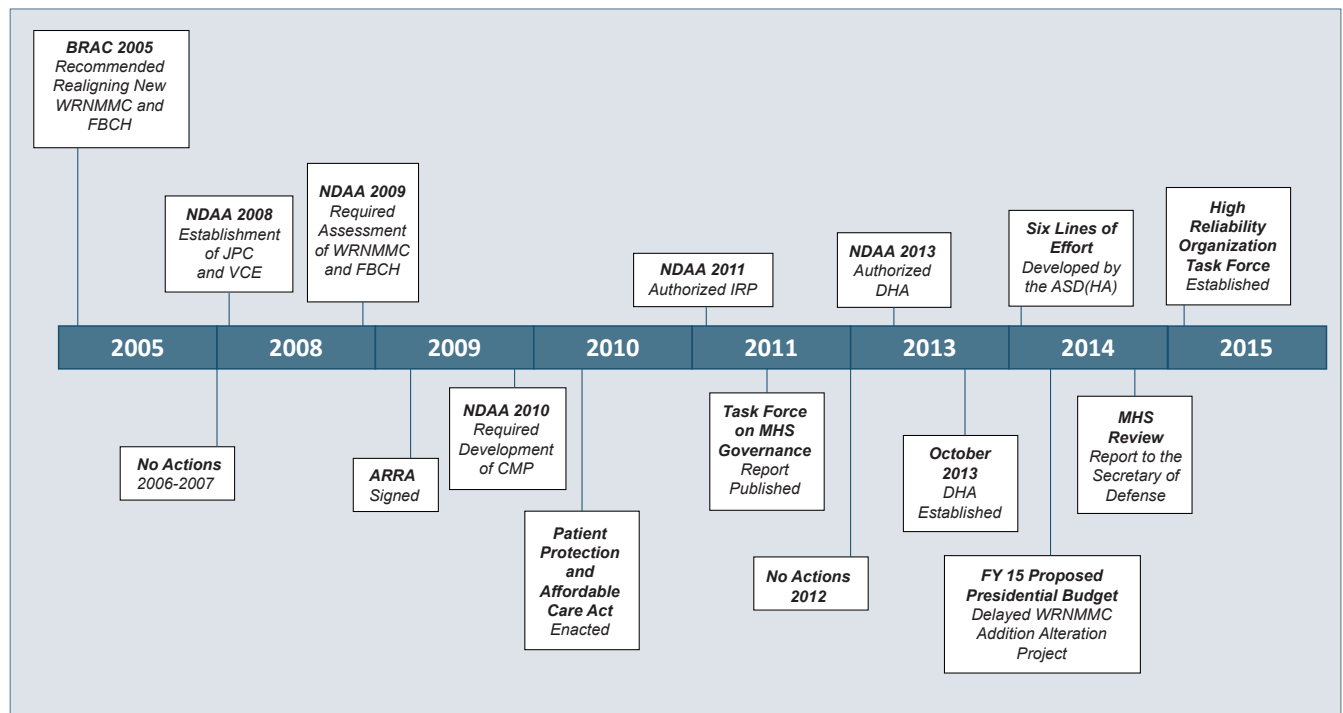 BRAC 2005
Recommended
Realigning New
WRNMMC and
FBCH
NDAA 2008
Establishment
of JPC
and VCE
NDAA 2009
Required
Assessment
of WRNMMC
and FBCH
NDAA 2011
Authorized IRP
NDAA 2013
Authorized
DHA
Six Lines of
Effort
Developed by
the ASD(HA)
High
Reliability
Organization
Task Force
Established
2005 2008 2009 2010 2011 2013 2014 2015
No Actions
2006-2007
ARRA
Signed
NDAA 2010
Required
Development
of CMP
Patient
Protection
and
Affordable
Care Act
Enacted
Task Force
on MHS
Governance
Report
Published
No Actions
2012
October
2013
DHA
Established
FY 15 Proposed
Presidential Budget
Delayed WRNMMC
Addition Alteration
Project
MHS
Review
Report to the
Secretary of
Defense